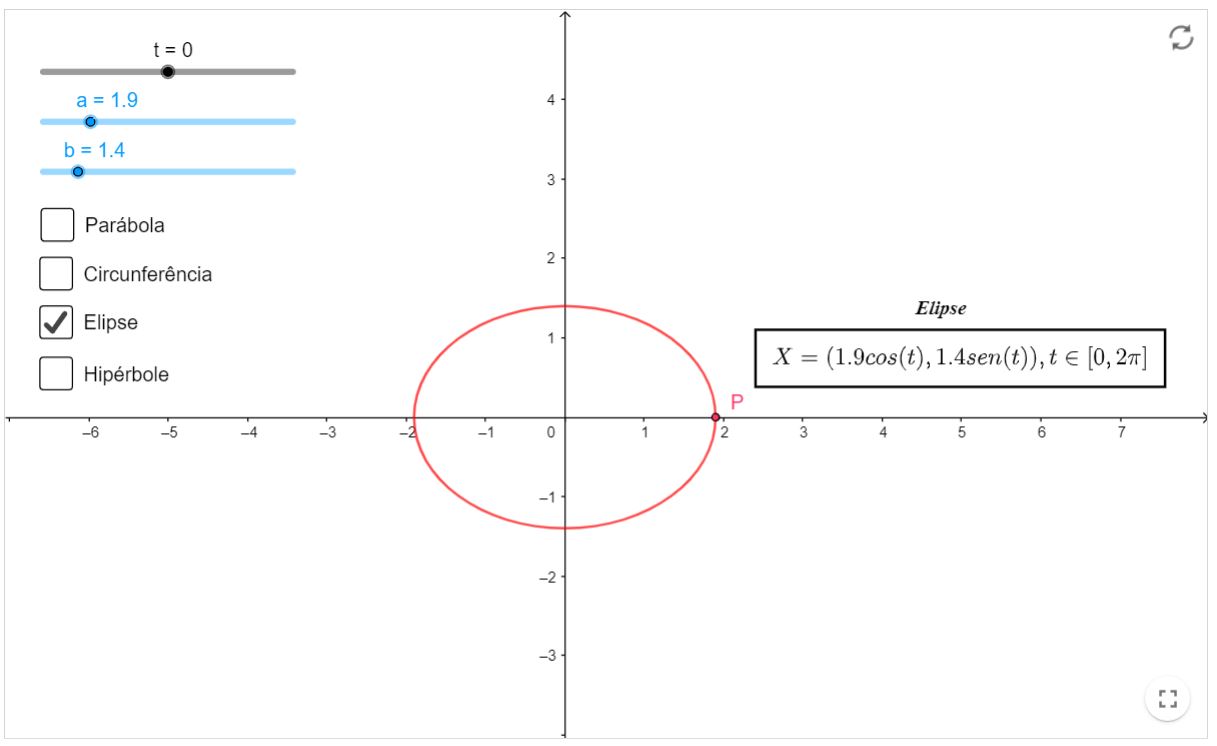 t = 0
a = 1.9
b = 1.4
Parábola
Circunferência
Elipse
Hipérbole
Elipse
X = (1.9cos(t), 1.4sen(t)), t ∈ [0, 2π]
P
4
3
2
1
0
–1
–2
–3
–6
–5
–4
–3
–2
–1
1
2
3
4
5
6
7